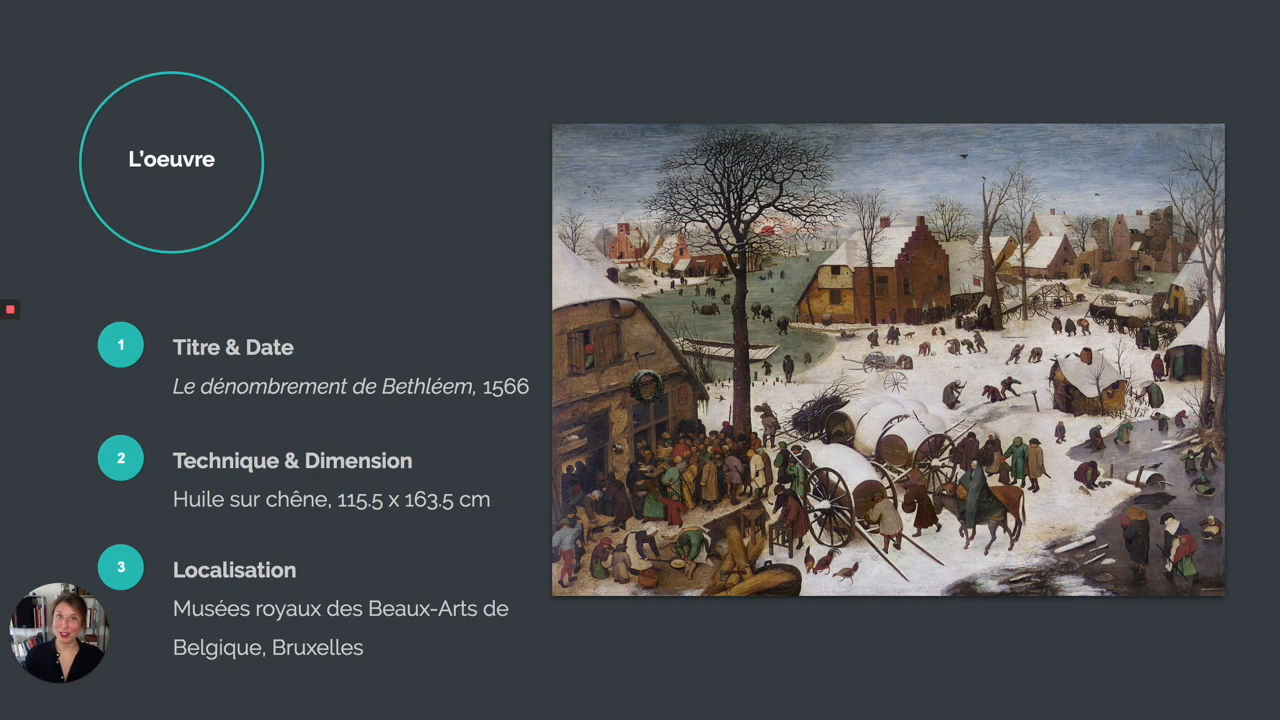 L'oeuvre
1
Titre & Date
Le dénombrement de Bethléem, 1566
2
Technique & Dimension
Huile sur chêne, 115.5 x 163.5 cm
3
Localisation
Musées royaux des Beaux-Arts de
Belgique, Bruxelles